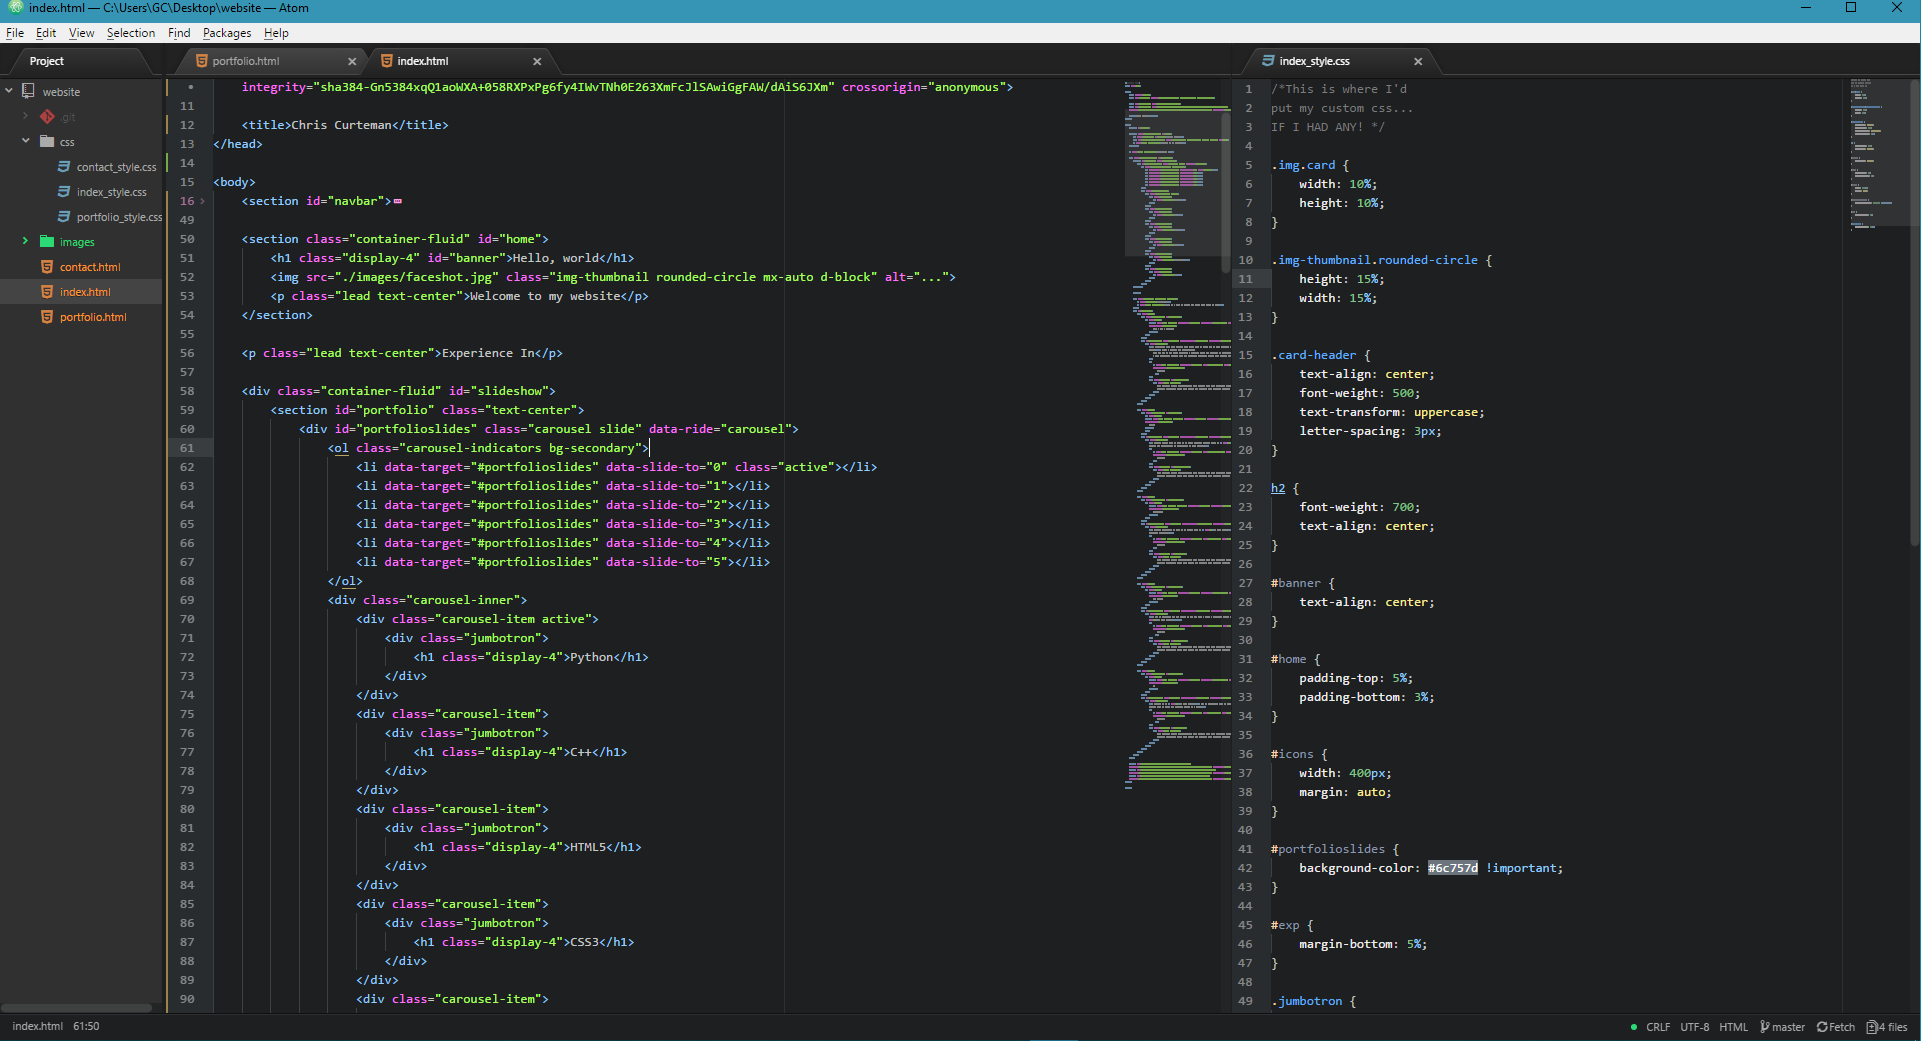 index.html — C:\Users\GC\Desktop\website — Atom
File Edit View Selection Find Packages Help
Project
website
.git
css
contact_style.css
index_style.css
portfolio_style.css
images
contact.html
index.html
portfolio.html
portfolio.html
index.html
integrity="sha384-Gn5384xqQ1aoWXA+058RXPxPg6fy4IWvTNh0E263XmFcJlSAwiGgFAW/dAiS6JXm" crossorigin="anonymous">
11
12 <title>Chris Curteman</title>
13 </head>
14
15 <body>
16 <section id="navbar">
49
50 <section class="container-fluid" id="home">
51 <h1 class="display-4" id="banner">Hello, world</h1>
52 <img src="./images/faceshot.jpg" class="img-thumbnail rounded-circle mx-auto d-block" alt="...">
53 <p class="lead text-center">Welcome to my website</p>
54 </section>
55
56 <p class="lead text-center">Experience In</p>
57
58 <div class="container-fluid" id="slideshow">
59 <section id="portfolio" class="text-center">
60 <div id="portfolioslides" class="carousel slide" data-ride="carousel">
61 <ol class="carousel-indicators bg-secondary">
62 <li data-target="#portfolioslides" data-slide-to="0" class="active"></li>
63 <li data-target="#portfolioslides" data-slide-to="1"></li>
64 <li data-target="#portfolioslides" data-slide-to="2"></li>
65 <li data-target="#portfolioslides" data-slide-to="3"></li>
66 <li data-target="#portfolioslides" data-slide-to="4"></li>
67 <li data-target="#portfolioslides" data-slide-to="5"></li>
68 </ol>
69 <div class="carousel-inner">
70 <div class="carousel-item active">
71 <div class="jumbotron">
72 <h1 class="display-4">Python</h1>
73 </div>
74 </div>
75 <div class="carousel-item">
76 <div class="jumbotron">
77 <h1 class="display-4">C++</h1>
78 </div>
79 </div>
80 <div class="carousel-item">
81 <div class="jumbotron">
82 <h1 class="display-4">HTML5</h1>
83 </div>
84 </div>
85 <div class="carousel-item">
86 <div class="jumbotron">
87 <h1 class="display-4">CSS3</h1>
88 </div>
89 </div>
90 <div class="carousel-item">
index_style.css
1 /*This is where I'd
2 put my custom css...
3 IF I HAD ANY! */
4
5 .img.card {
6 width: 10%;
7 height: 10%;
8 }
9
10 .img-thumbnail.rounded-circle {
11 height: 15%;
12 width: 15%;
13 }
14
15 .card-header {
16 text-align: center;
17 font-weight: 500;
18 text-transform: uppercase;
19 letter-spacing: 3px;
20 }
21
22 h2 {
23 font-weight: 700;
24 text-align: center;
25 }
26
27 #banner {
28 text-align: center;
29 }
30
31 #home {
32 padding-top: 5%;
33 padding-bottom: 3%;
34 }
35
36 #icons {
37 width: 400px;
38 margin: auto;
39 }
40
41 #portfolioslides {
42 background-color: #6c757d !important;
43 }
44
45 #exp {
46 margin-bottom: 5%;
47 }
48
49 .jumbotron {
index.html 61:50
CRLF UTF-8 HTML master Fetch 4 files